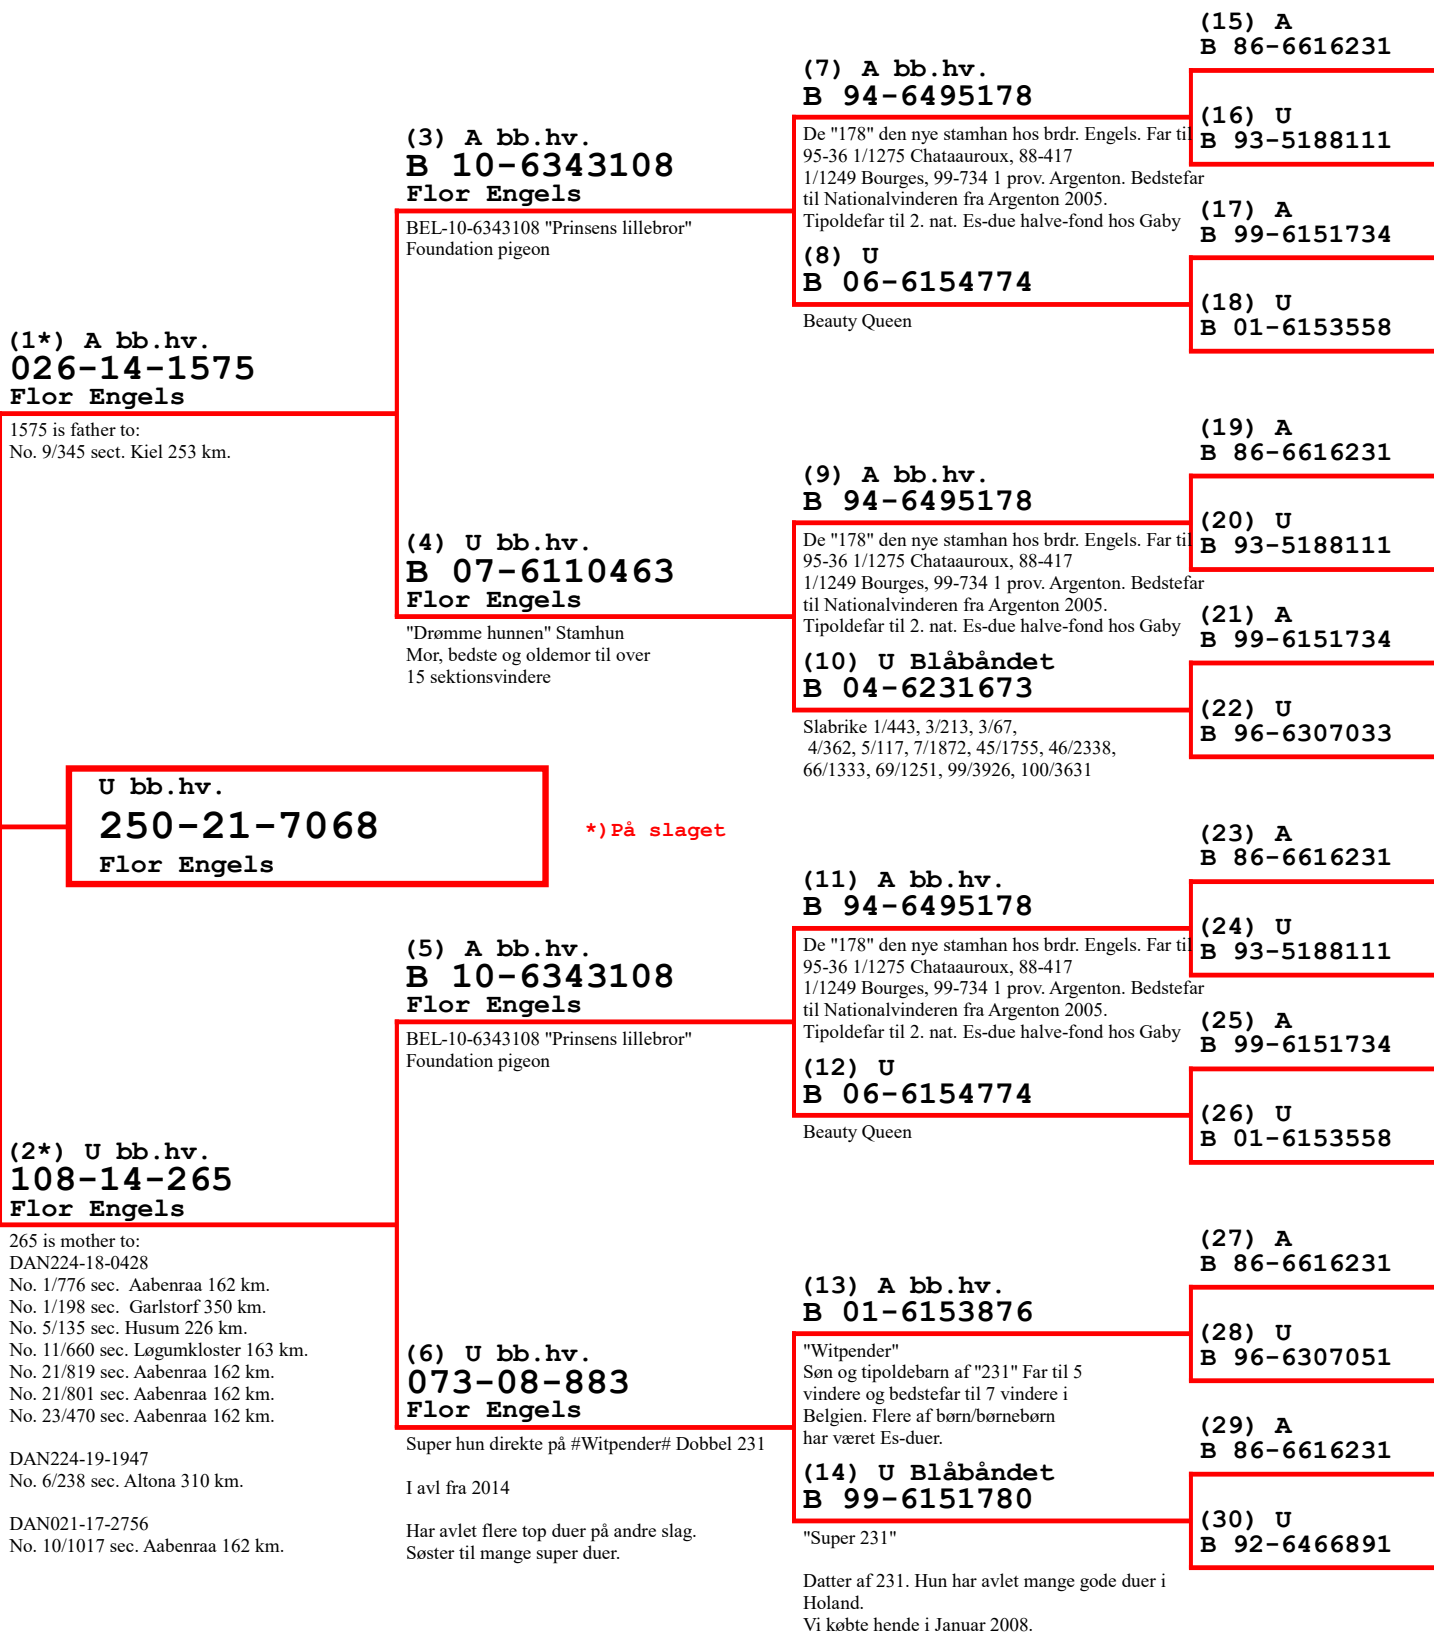 (1*) A bb.hv.
026-14-1575
Flor Engels
1575 is father to:
No. 9/345 sect. Kiel 253 km.
U bb.hv.
250-21-7068
Flor Engels
*)På slaget
(2*) U bb.hv.
108-14-265
Flor Engels
265 is mother to:
DAN224-18-0428
No. 1/776 sec.  Aabenraa 162 km.
No. 1/198 sec.  Garlstorf 350 km.
No. 5/135 sec. Husum 226 km.
No. 11/660 sec. Løgumkloster 163 km.
No. 21/819 sec. Aabenraa 162 km.
No. 21/801 sec. Aabenraa 162 km.
No. 23/470 sec. Aabenraa 162 km.
DAN224-19-1947
No. 6/238 sec. Altona 310 km.
DAN021-17-2756
No. 10/1017 sec. Aabenraa 162 km.
(3) A bb.hv.
B 10-6343108
Flor Engels
BEL-10-6343108 "Prinsens lillebror"
Foundation pigeon
(4) U bb.hv.
B 07-6110463
Flor Engels
"Drømme hunnen" Stamhun
Mor, bedste og oldemor til over
15 sektionsvindere
(5) A bb.hv.
B 10-6343108
Flor Engels
BEL-10-6343108 "Prinsens lillebror"
Foundation pigeon
(6) U bb.hv.
073-08-883
Flor Engels
Super hun direkte på #Witpender# Dobbel 231
I avl fra 2014
Har avlet flere top duer på andre slag.
Søster til mange super duer.
(7) A bb.hv.
B 94-6495178
De "178" den nye stamhan hos brdr. Engels. Far til
95-36 1/1275 Chataauroux, 88-417
1/1249 Bourges, 99-734 1 prov. Argenton. Bedstefar
til Nationalvinderen fra Argenton 2005.
Tipoldefar til 2. nat. Es-due halve-fond hos Gaby
(8) U
B 06-6154774
Beauty Queen
(9) A bb.hv.
B 94-6495178
De "178" den nye stamhan hos brdr. Engels. Far til
95-36 1/1275 Chataauroux, 88-417
1/1249 Bourges, 99-734 1 prov. Argenton. Bedstefar
til Nationalvinderen fra Argenton 2005.
Tipoldefar til 2. nat. Es-due halve-fond hos Gaby
(10) U Blåbåndet
B 04-6231673
Slabrike 1/443, 3/213, 3/67,
4/362, 5/117, 7/1872, 45/1755, 46/2338,
66/1333, 69/1251, 99/3926, 100/3631
(11) A bb.hv.
B 94-6495178
De "178" den nye stamhan hos brdr. Engels. Far til
95-36 1/1275 Chataauroux, 88-417
1/1249 Bourges, 99-734 1 prov. Argenton. Bedstefar
til Nationalvinderen fra Argenton 2005.
Tipoldefar til 2. nat. Es-due halve-fond hos Gaby
(12) U
B 06-6154774
Beauty Queen
(13) A bb.hv.
B 01-6153876
"Witpender"
Søn og tipoldebarn af "231" Far til 5
vindere og bedstefar til 7 vindere i
Belgien. Flere af børn/børnebørn
har været Es-duer.
(14) U Blåbåndet
B 99-6151780
"Super 231"
Datter af 231. Hun har avlet mange gode duer i
Holand.
Vi købte hende i Januar 2008.
(15) A
B 86-6616231
(16) U
B 93-5188111
(17) A
B 99-6151734
(18) U
B 01-6153558
(19) A
B 86-6616231
(20) U
B 93-5188111
(21) A
B 99-6151734
(22) U
B 96-6307033
(23) A
B 86-6616231
(24) U
B 93-5188111
(25) A
B 99-6151734
(26) U
B 01-6153558
(27) A
B 86-6616231
(28) U
B 96-6307051
(29) A
B 86-6616231
(30) U
B 92-6466891